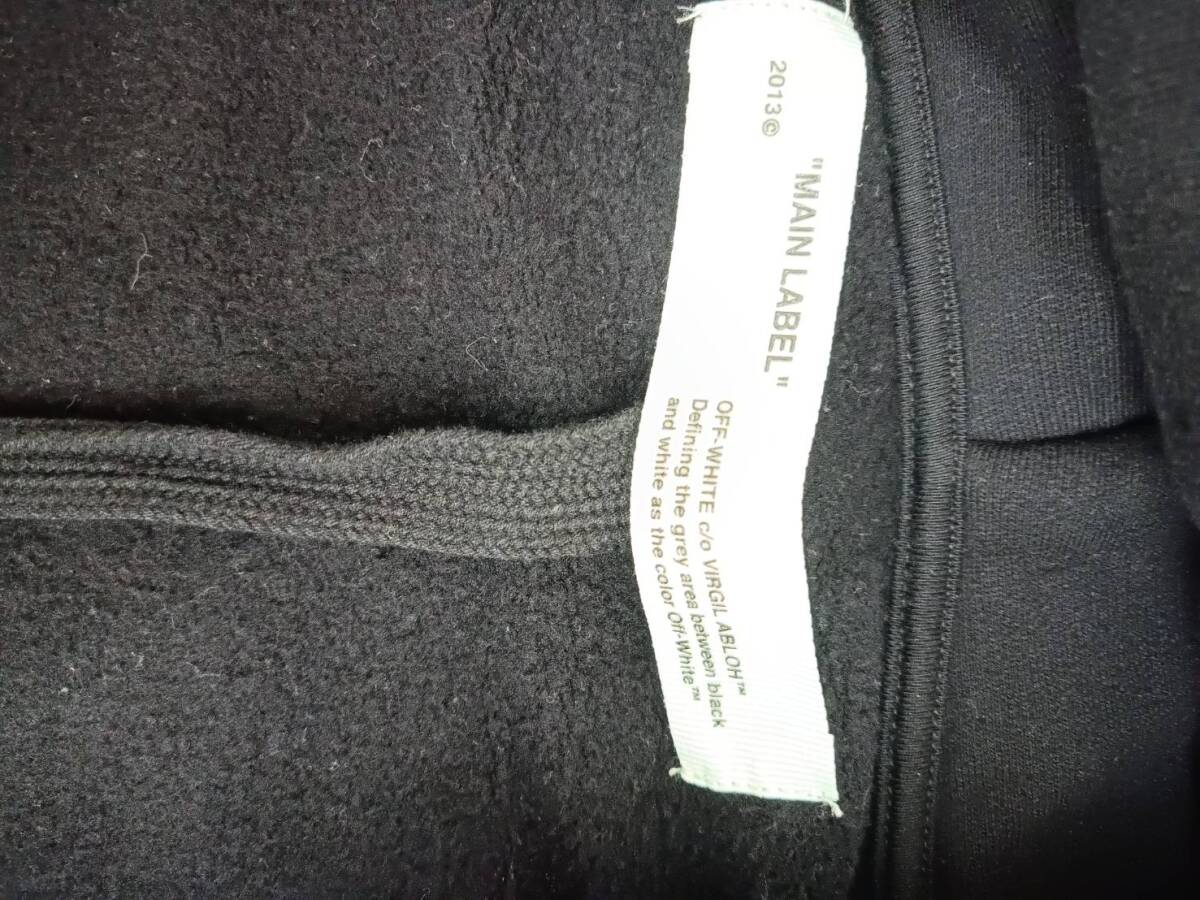 2013©
"MAIN LABEL"
OFF-WHITE c/o VIRGIL ABLOH™
Defining the grey area between black
and white as the color Off-White™